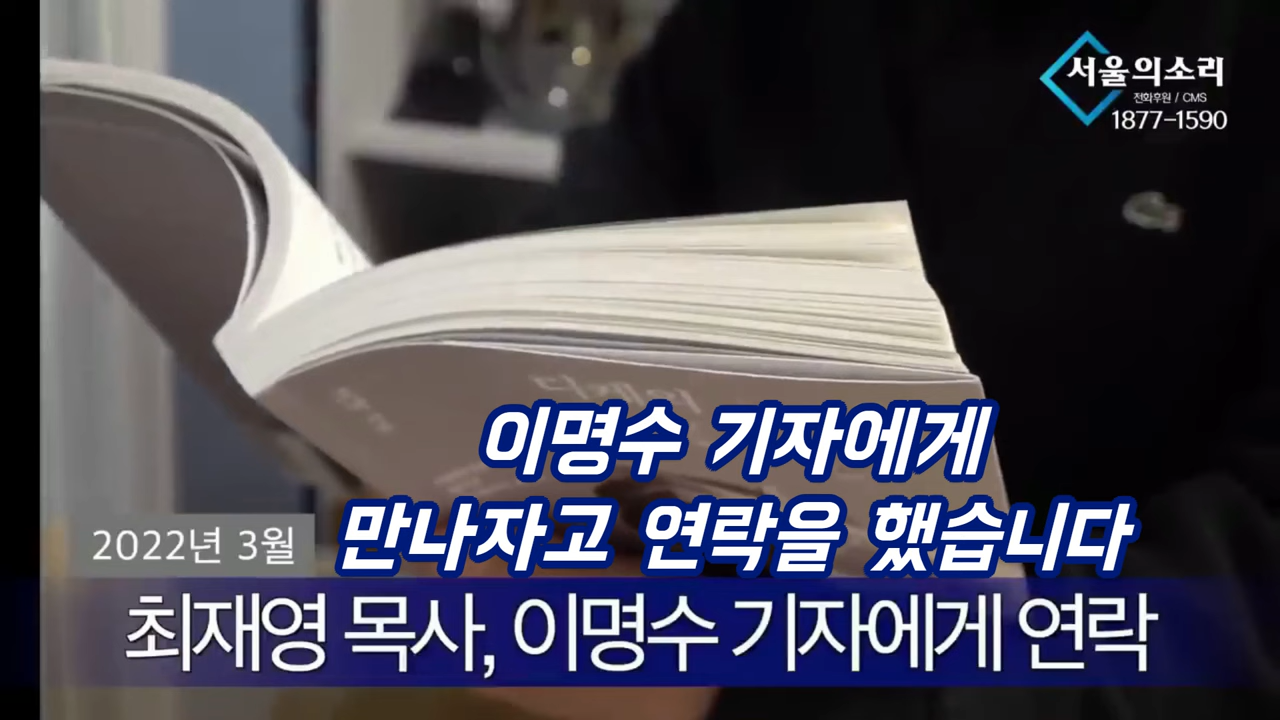 서울의소리
전화후원 / CMS
1877-1590
이명수 기자에게
만나자고 연락을 했습니다
2022년 3월
최재영 목사, 이명수 기자에게 연락